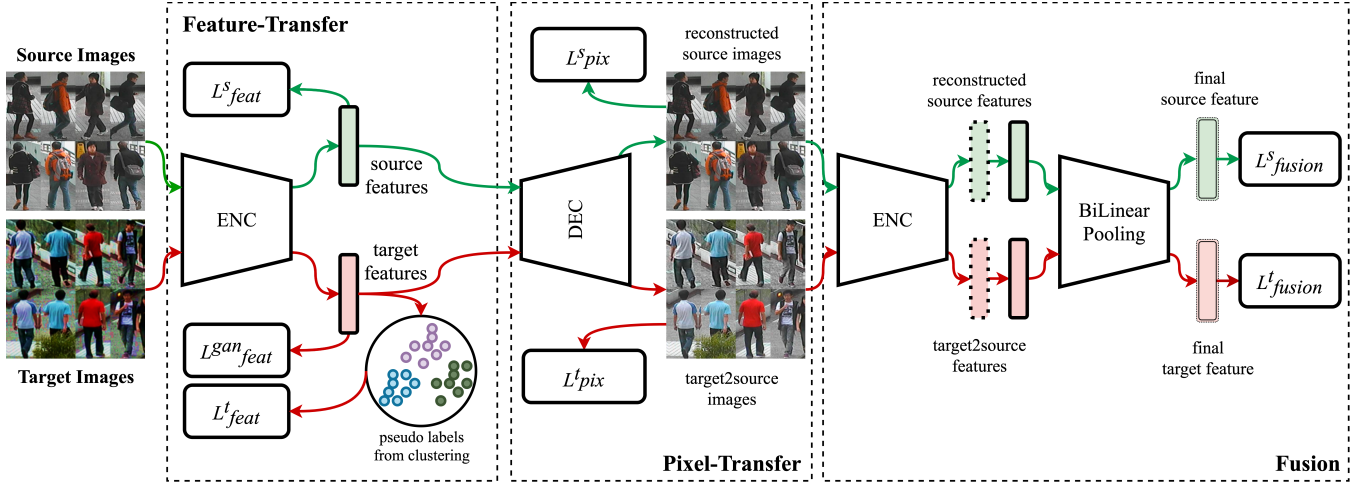 Feature-Transfer
Source Images
L^s_feat
source
features
ENC
target
features
L^gan_feat
L^t_feat
Target Images
pseudo labels
from clustering
reconstructed
source images
L^s_pix
DEC
L^t_pix
target2source
images
Pixel-Transfer
reconstructed
source features
final
source feature
ENC
BiLinear
Pooling
L^s_fusion
L^t_fusion
target2source
features
final
target feature
Fusion